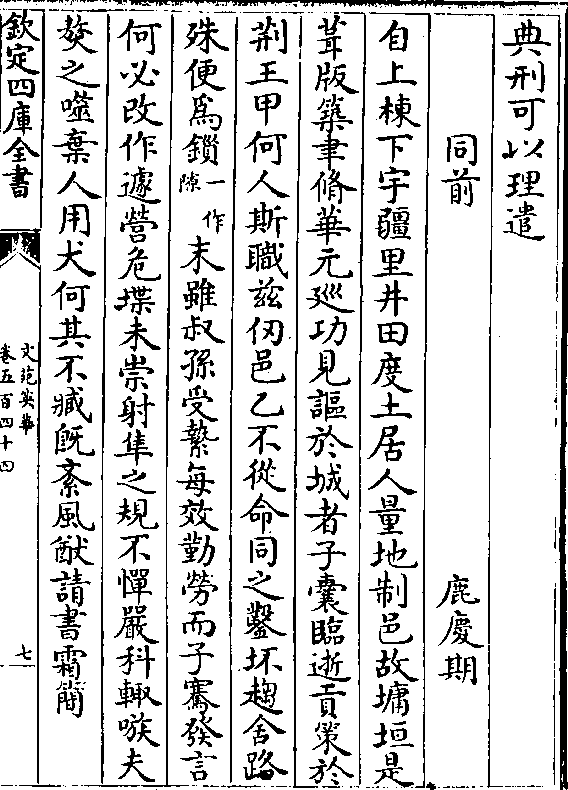 典刑可以理遣
同前 鹿慶期
自上棟下宇疆里井田度土居人量地制邑故墉垣是
葺版築聿脩華元廵功見謳於城者子囊臨逝貢策於
荆王甲何人斯職兹仞邑乙不從命同之鑿坏趨舍路
殊便爲鎖一作隙末雖叔孫受縶每效勤勞而子騫發言
何必改作遽營危堞未崇射隼之規不憚嚴科輙嗾夫
獒之噬棄人用犬何其不臧旣紊風猷請書霜簡
欽定四庫全書
文苑英華
卷五百四十四
七